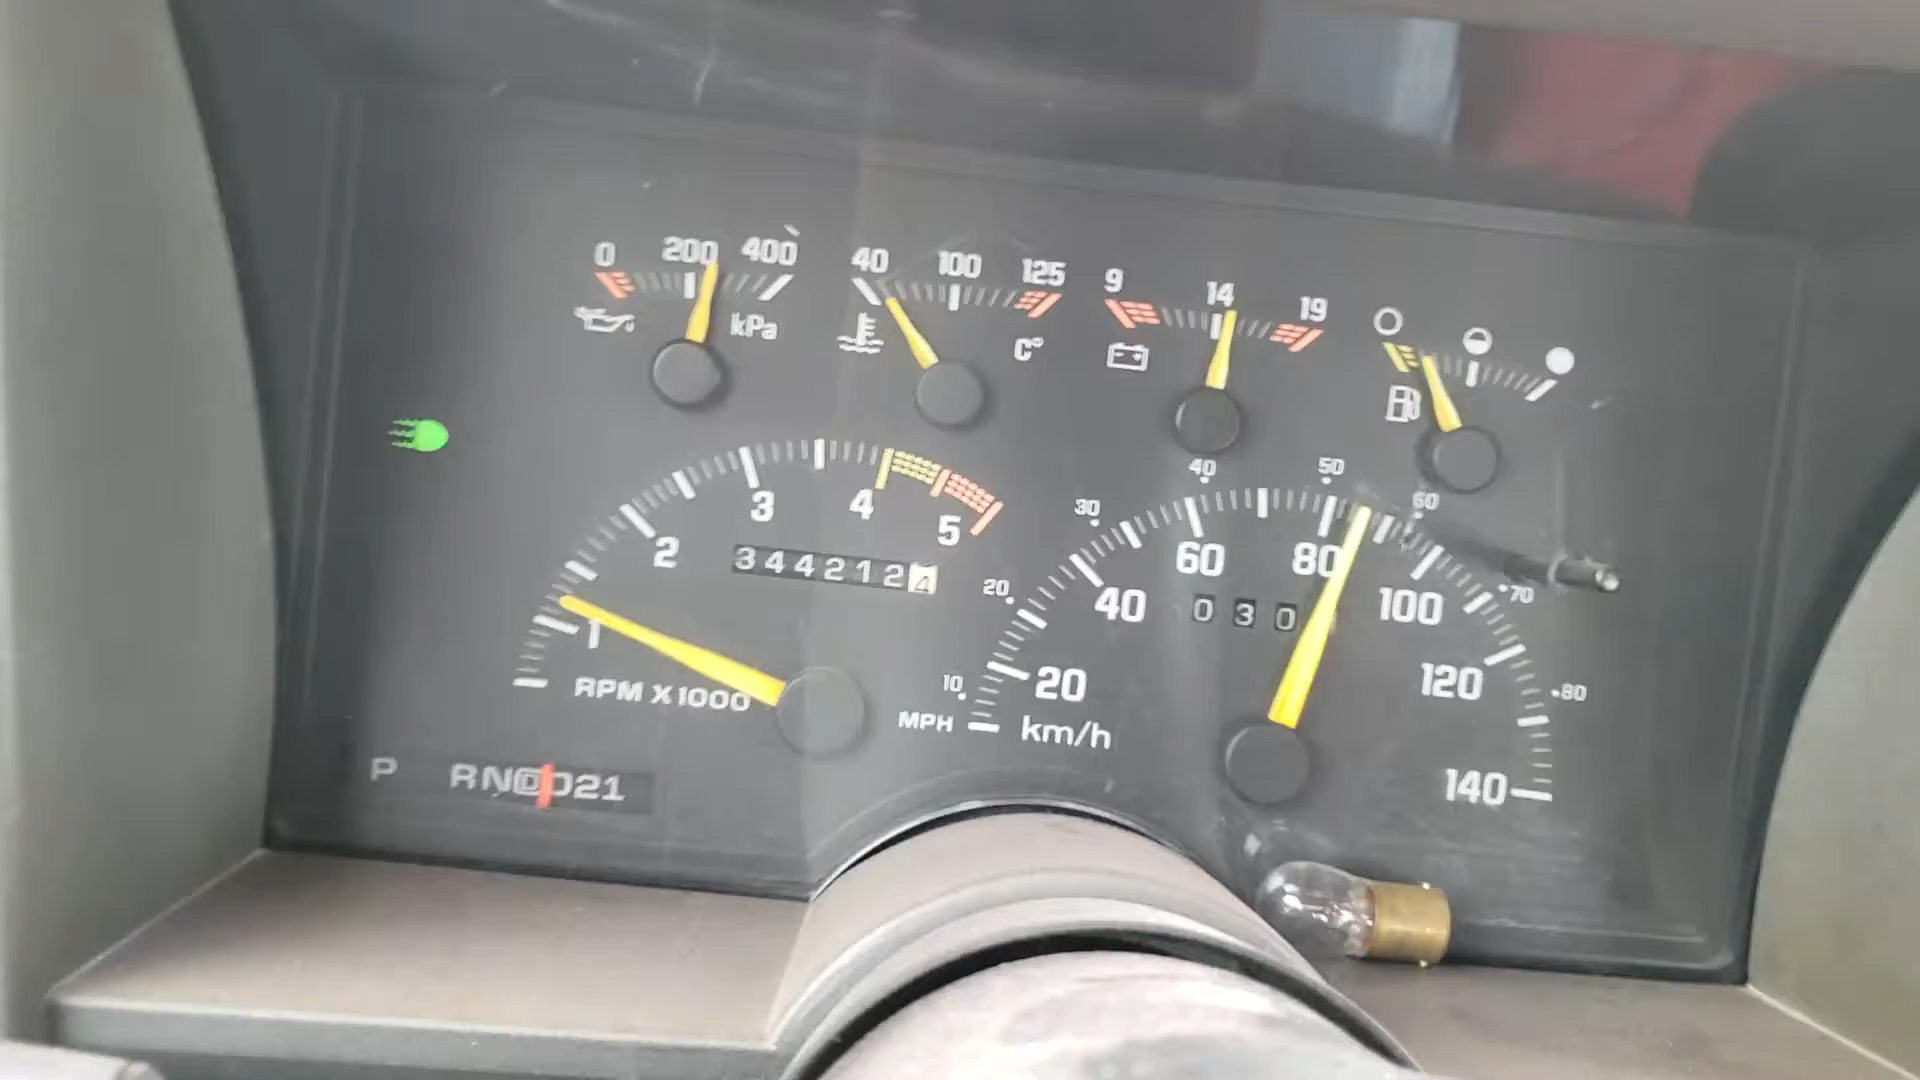 0 200 400
kPa
40 100 125
C°
9 14 19
1 2 3 4 5
RPM X1000
3442124
10 20 30 40 50 60 70 80
MPH
20 40 60 80 100 120 140
km/h
030
P RN D21